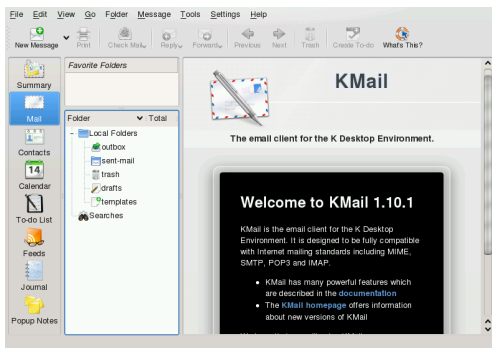 File Edit View Go Folder Message Tools Settings Help
New Message Print Check Mail Reply Forward Previous Next Trash Create To-do What's This?
Summary
Mail
Contacts
14
Calendar
To-do List
Feeds
Journal
Popup Notes
Favorite Folders
Folder Total
Local Folders
outbox
sent-mail
trash
drafts
templates
Searches
KMail
The email client for the K Desktop Environment.
Welcome to KMail 1.10.1
KMail is the email client for the K Desktop
Environment. It is designed to be fully compatible
with Internet mailing standards including MIME,
SMTP, POP3 and IMAP.
• KMail has many powerful features which
are described in the documentation
• The KMail homepage offers information
about new versions of KMail